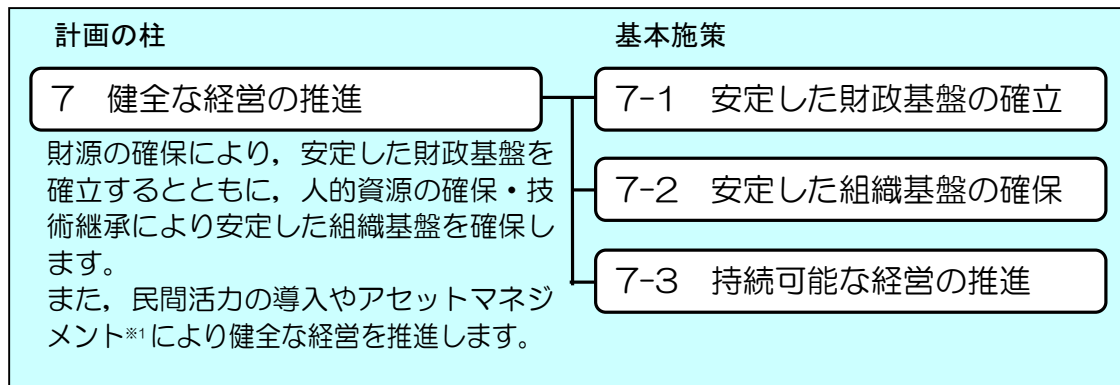 計画の柱
基本施策
7 健全な経営の推進
財源の確保により，安定した財政基盤を
確立するとともに，人的資源の確保・技
術継承により安定した組織基盤を確保し
ます。
また，民間活力の導入やアセットマネジ
メント※1により健全な経営を推進します。
7-1 安定した財政基盤の確立
7-2 安定した組織基盤の確保
7-3 持続可能な経営の推進